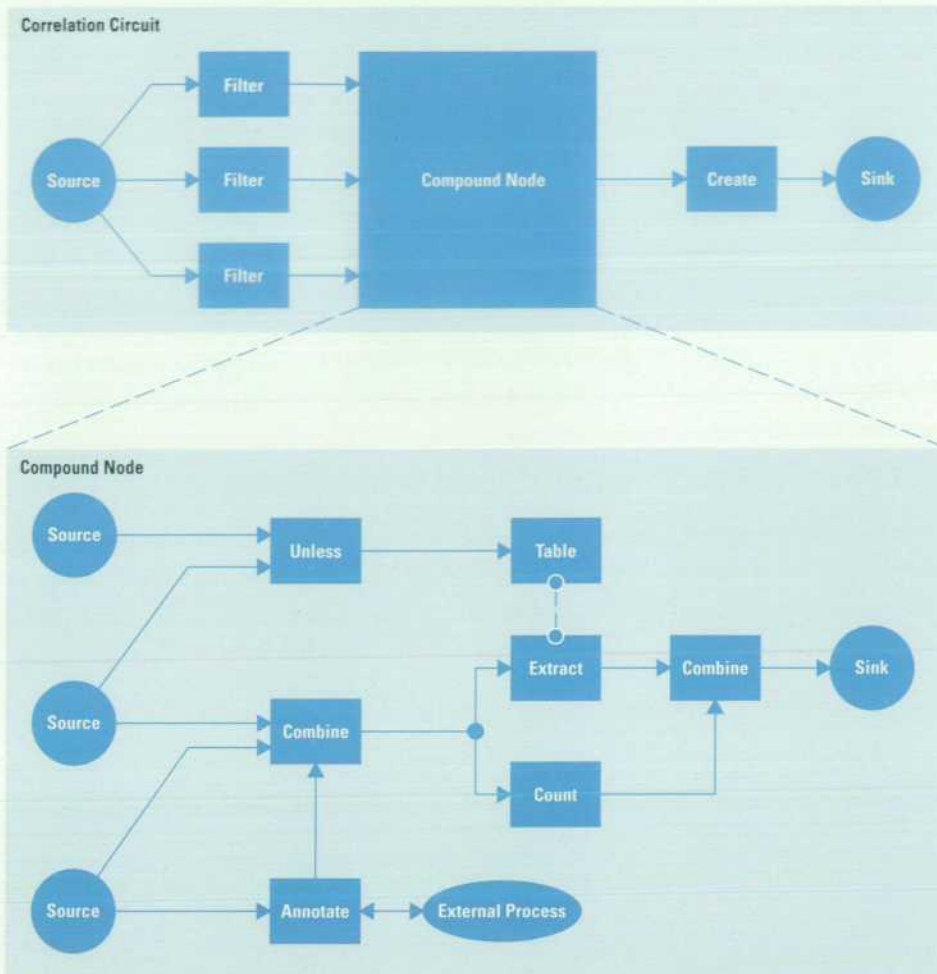 Correlation Circuit
Filter
Source
Filter
Compound Node
Create
Sink
Filter
Compound Node
Source
Unless
Table
Source
Combine
Extract
Combine
Sink
Count
Source
Annotate
External Process